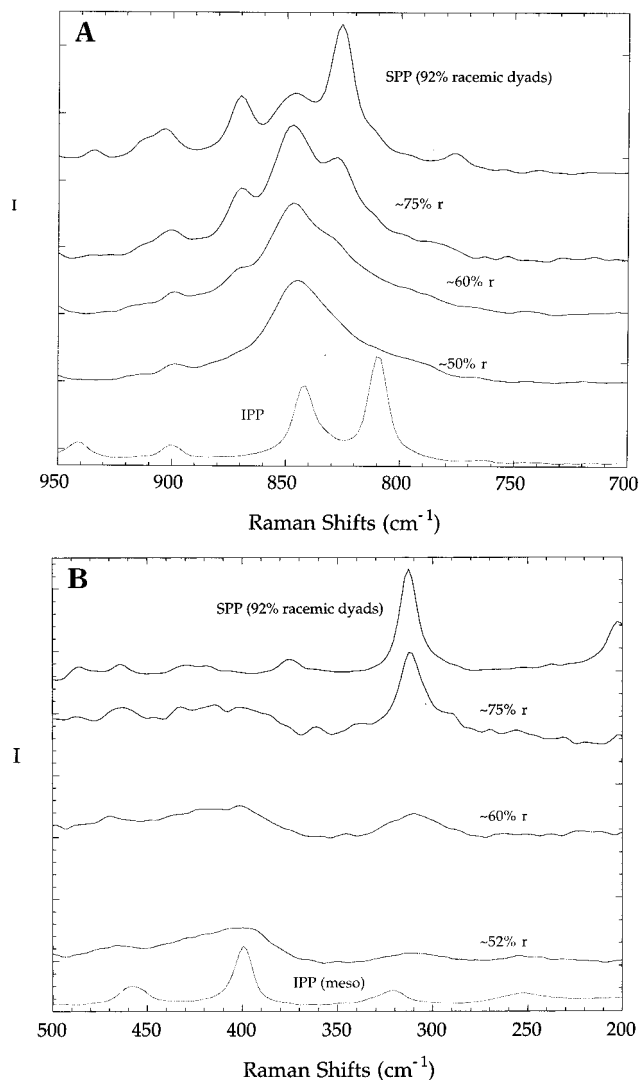 A
SPP (92% racemic dyads)
I
~75% r
~60% r
~50% r
IPP
950 900 850 800 750 700
Raman Shifts (cm⁻¹)
B
SPP (92% racemic dyads)
~75% r
I
~60% r
~52% r
IPP (meso)
500 450 400 350 300 250 200
Raman Shifts (cm⁻¹)